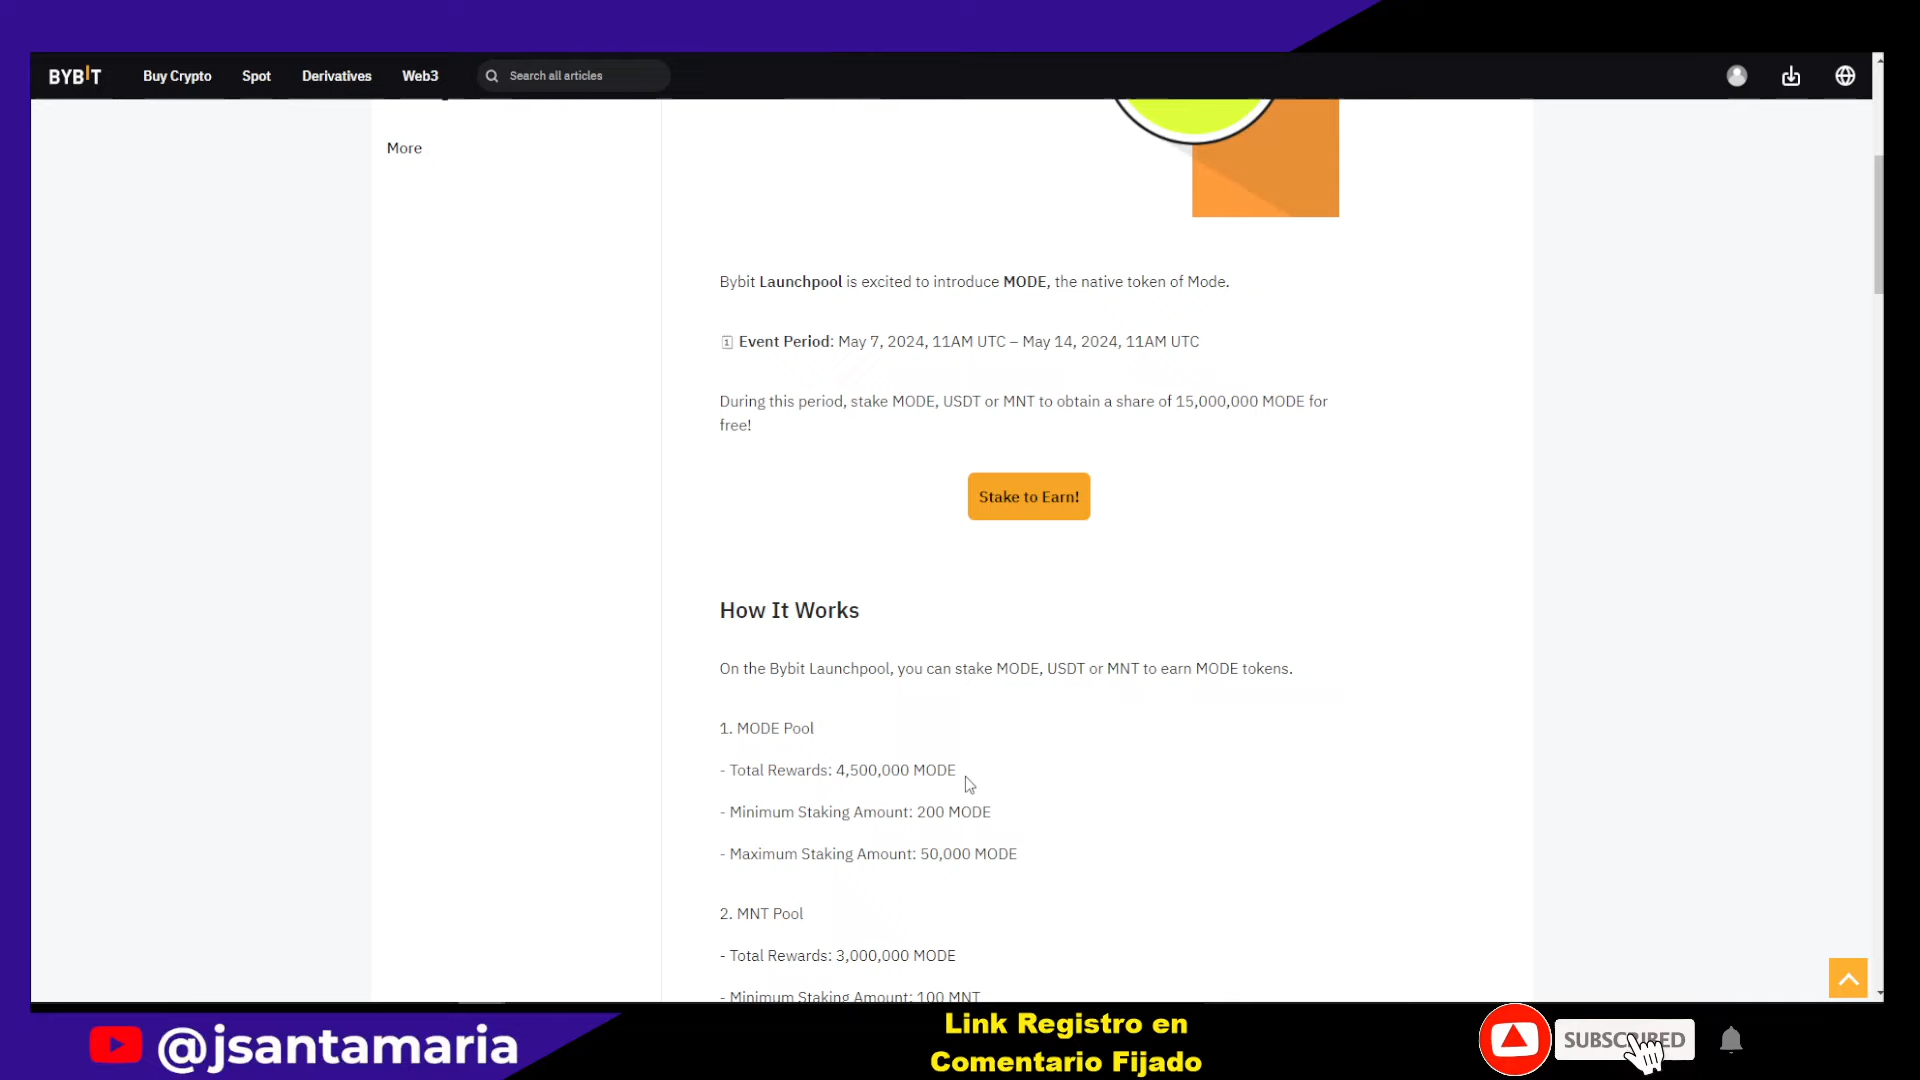 BYBIT
Buy Crypto
Spot
Derivatives
Web3
Search all articles
More
Bybit Launchpool is excited to introduce MODE, the native token of Mode.
Event Period: May 7, 2024, 11AM UTC – May 14, 2024, 11AM UTC
During this period, stake MODE, USDT or MNT to obtain a share of 15,000,000 MODE for
free!
Stake to Earn!
How It Works
On the Bybit Launchpool, you can stake MODE, USDT or MNT to earn MODE tokens.
1. MODE Pool
- Total Rewards: 4,500,000 MODE
- Minimum Staking Amount: 200 MODE
- Maximum Staking Amount: 50,000 MODE
2. MNT Pool
- Total Rewards: 3,000,000 MODE
- Minimum Staking Amount: 100 MNT
@jsantamaria
Link Registro en
Comentario Fijado
SUBSCRIBED